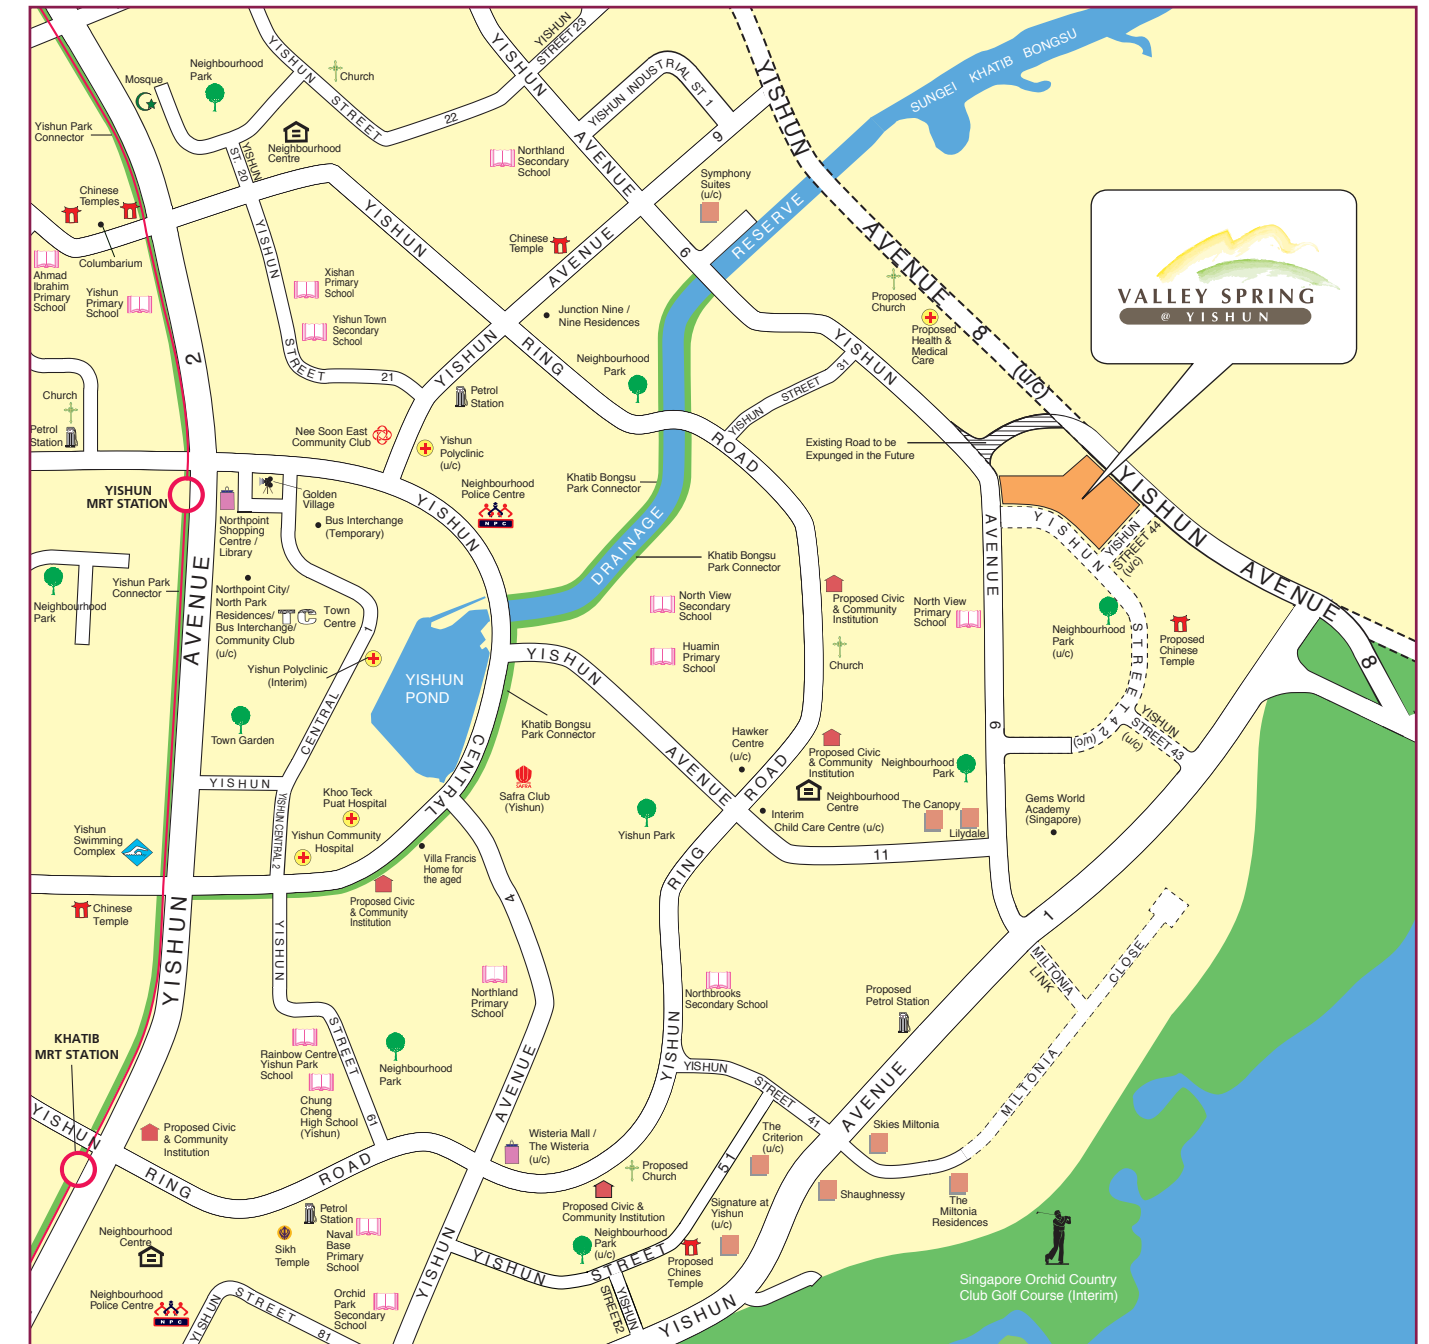 YISHUN
STREET 23
YISHUN
AVENUE
6
YISHUN
STREET
22
YISHUN INDUSTRIAL ST 1
SUNGEI KHATIB BONGSU
YISHUN
AVENUE
8
(u/c)
Neighbourhood
Park
Church
Mosque
Yishun Park
Connector
Neighbourhood
Centre
YISHUN
ST. 20
Northland
Secondary
School
9
Symphony
Suites
(u/c)
RESERVE
Chinese
Temples
Columbarium
YISHUN
AVENUE
YISHUN
Chinese
Temple
Ahmad
Ibrahim
Primary
School
Yishun
Primary
School
Xishan
Primary
School
Yishun Town
Secondary
School
YISHUN
STREET
21
Junction Nine /
Nine Residences
YISHUN
RING
ROAD
Proposed
Church
Proposed
Health &
Medical
Care
VALLEY SPRING
@ YISHUN
2
Neighbourhood
Park
YISHUN
STREET
31
YISHUN
AVENUE
6
Church
Petrol
Station
Petrol
Station
Nee Soon East
Community Club
Yishun
Polyclinic
(u/c)
Existing Road to be
Expunged in the Future
YISHUN
MRT STATION
Golden
Village
Bus Interchange
(Temporary)
Northpoint
Shopping
Centre /
Library
YISHUN
Neighbourhood
Police Centre
NPC
Khatib Bongsu
Park Connector
DRAINAGE
Khatib Bongsu
Park Connector
YISHUN
STREET
42
(u/c)
YISHUN
STREET 44
(u/c)
YISHUN
AVENUE
8
Neighbourhood
Park
Yishun Park
Connector
AVENUE
Northpoint City/
North Park
Residences/
Bus Interchange/
Community Club
(u/c)
TC
Town
Centre
1
Yishun Polyclinic
(Interim)
CENTRAL
YISHUN
YISHUN
POND
North View
Secondary
School
Huamin
Primary
School
Proposed Civic
& Community
Institution
Church
North View
Primary
School
Neighbourhood
Park
(u/c)
Proposed
Chinese
Temple
YISHUN
AVENUE
11
Khatib Bongsu
Park Connector
CENTRAL
Town Garden
Khoo Teck
Puat Hospital
Yishun Community
Hospital
YISHUN CENTRAL 2
Yishun
Swimming
Complex
Safra Club
(Yishun)
SAFRA
Yishun Park
Hawker
Centre
(u/c)
ROAD
Proposed Civic
& Community
Institution
Neighbourhood
Park
Neighbourhood
Centre
Interim
Child Care Centre (u/c)
The Canopy
Lilydale
Gems World
Academy
(Singapore)
YISHUN
STREET 43
(u/c)
Villa Francis
Home for
the aged
Proposed Civic
& Community
Institution
Chinese
Temple
YISHUN
YISHUN
4
RING
1
MILTONIA
LINK
MILTONIA
CLOSE
Northland
Primary
School
AVENUE
YISHUN
Northbrooks
Secondary School
Proposed
Petrol Station
KHATIB
MRT STATION
Rainbow Centre
Yishun Park
School
Chung
Cheng
High School
(Yishun)
STREET
61
Neighbourhood
Park
YISHUN
STREET
41
AVENUE
YISHUN
RING
ROAD
Proposed Civic
& Community
Institution
Wisteria Mall /
The Wisteria
(u/c)
Proposed
Church
Proposed Civic &
Community Institution
The
Criterion
(u/c)
Skies Miltonia
Shaughnessy
The
Miltonia
Residences
Signature at
Yishun
(u/c)
51
Neighbourhood
Park
(u/c)
Proposed
Chines
Temple
YISHUN
STREET
YISHUN
STREET
52
YISHUN
Neighbourhood
Centre
Sikh
Temple
Petrol
Station
Naval
Base
Primary
School
Orchid
Park
Secondary
School
YISHUN
Neighbourhood
Police Centre
NPC
YISHUN
STREET
81
Singapore Orchid Country
Club Golf Course (Interim)